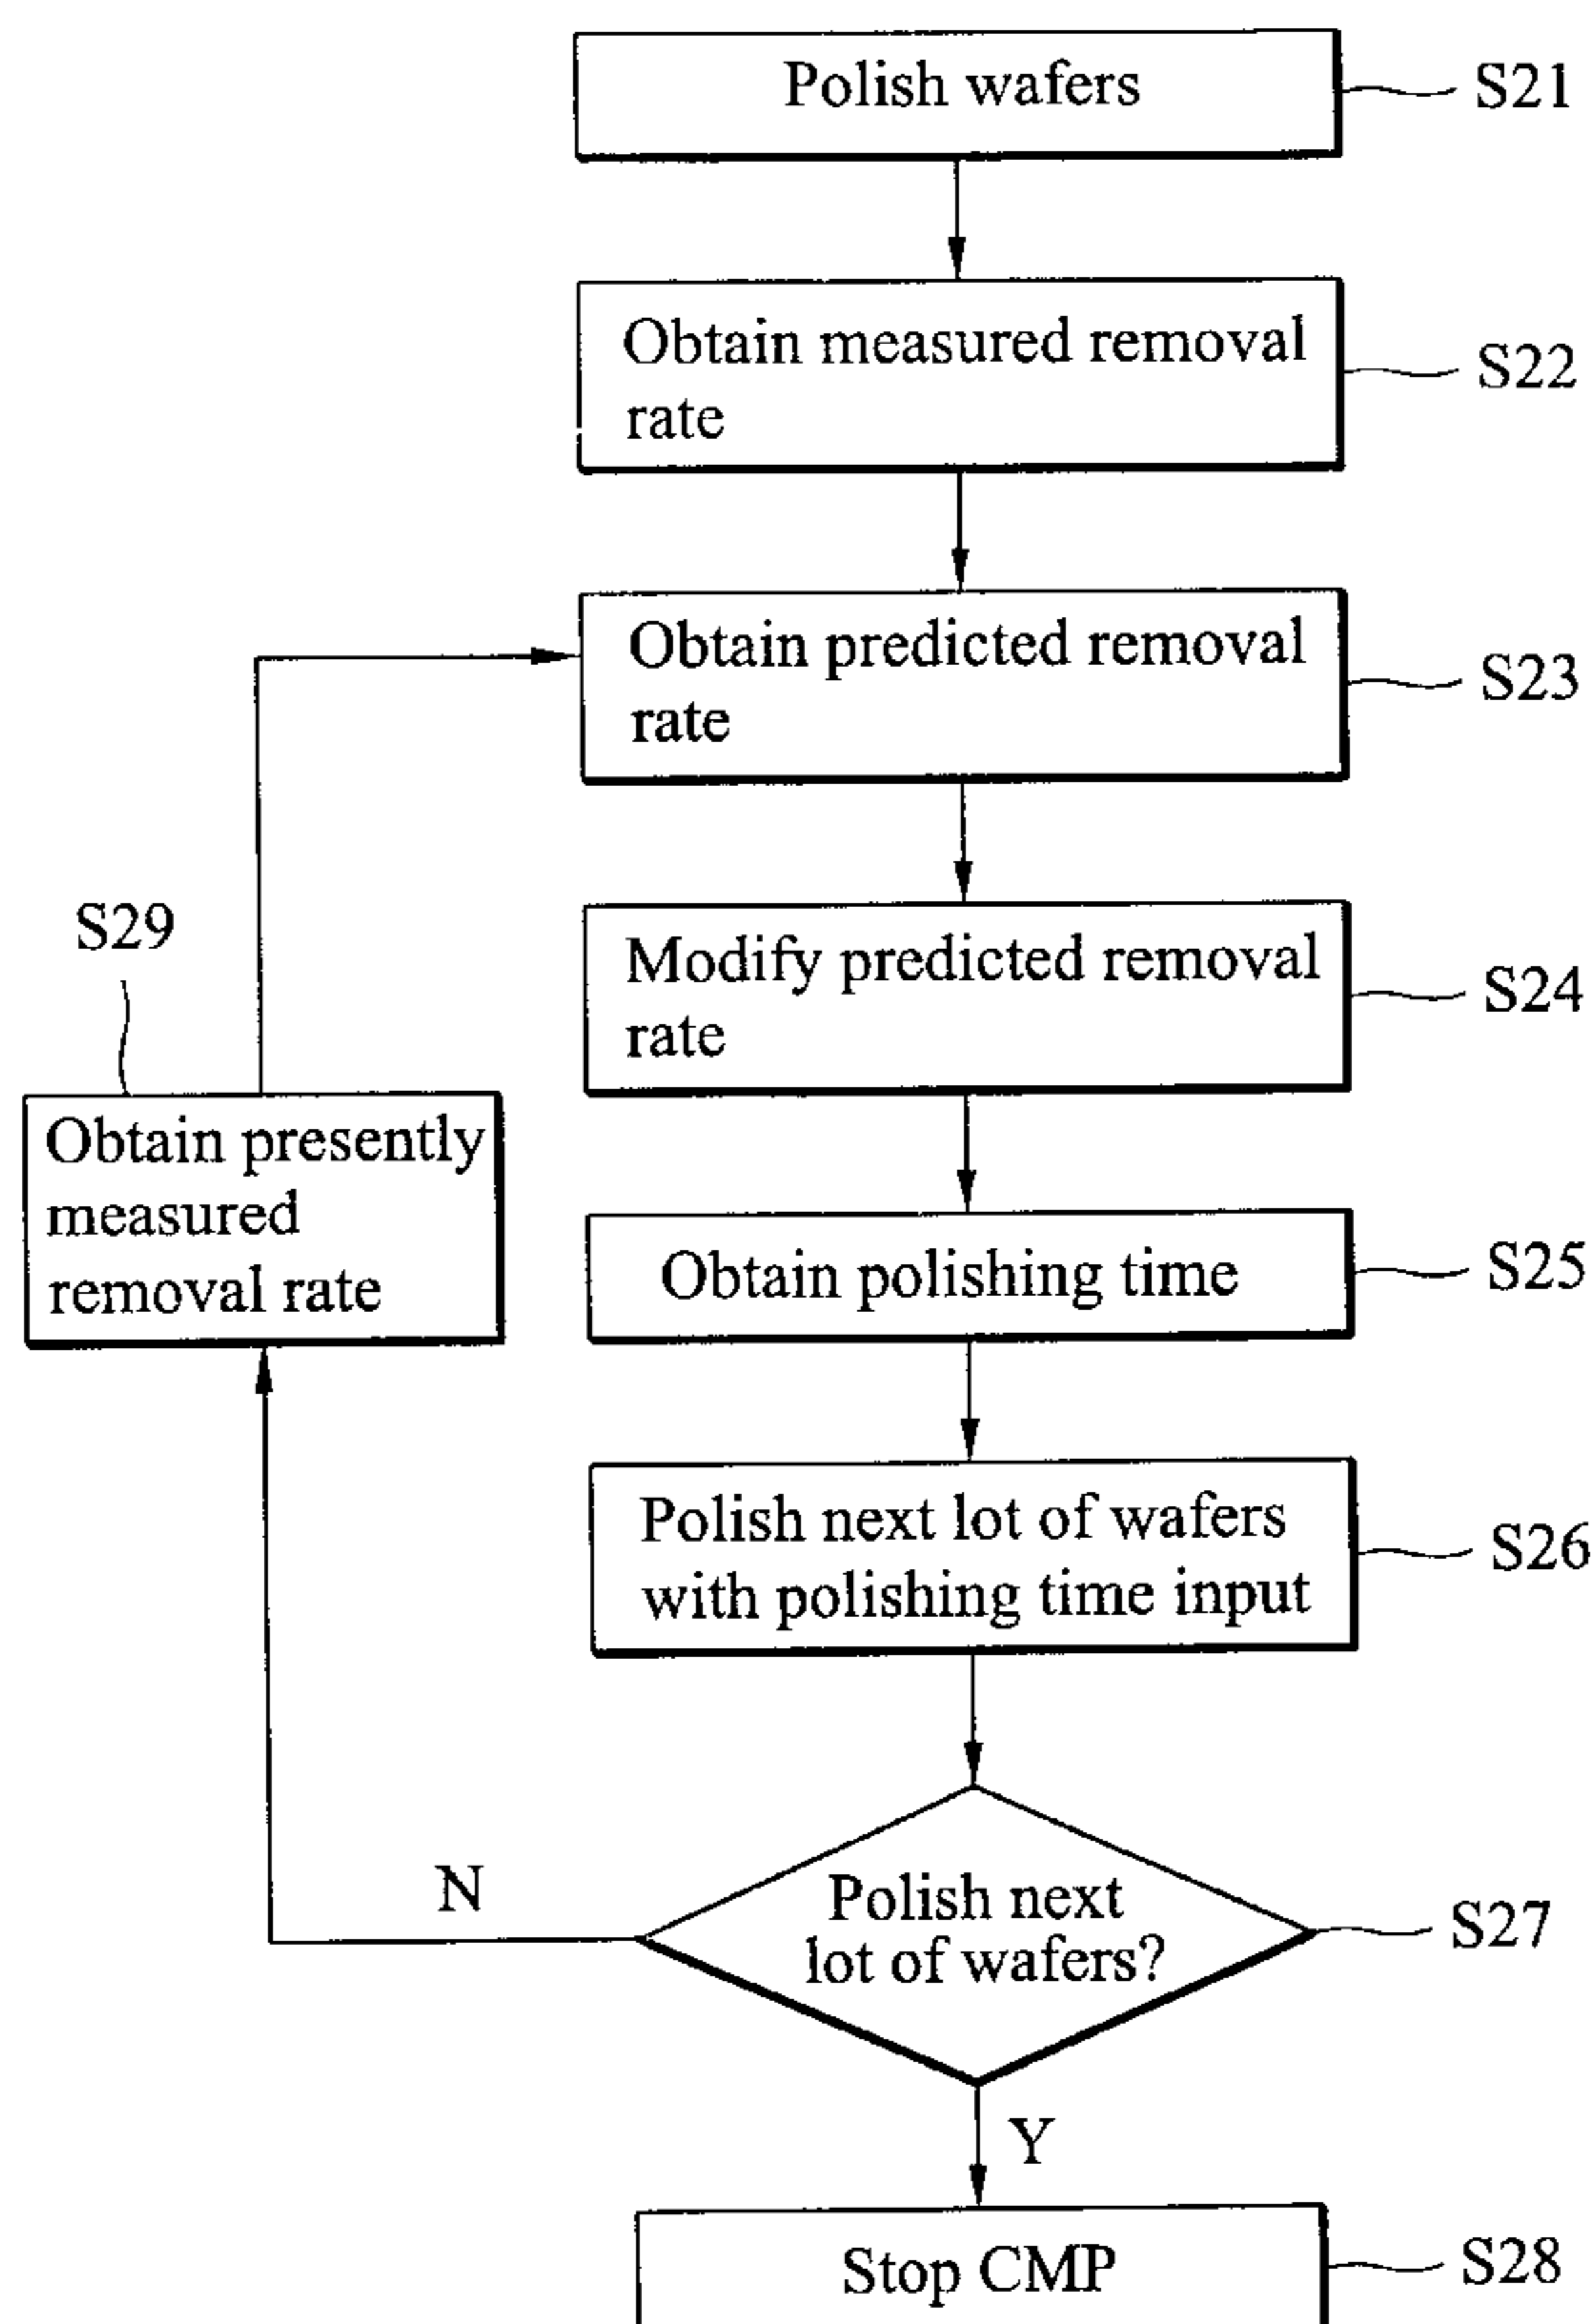 Polish wafers
S21
Obtain measured removal
rate
S22
Obtain predicted removal
rate
S23
Modify predicted removal
rate
S24
S29
Obtain presently
measured
removal rate
Obtain polishing time
S25
Polish next lot of wafers
with polishing time input
S26
N
Polish next
lot of wafers?
S27
Y
Stop CMP
S28